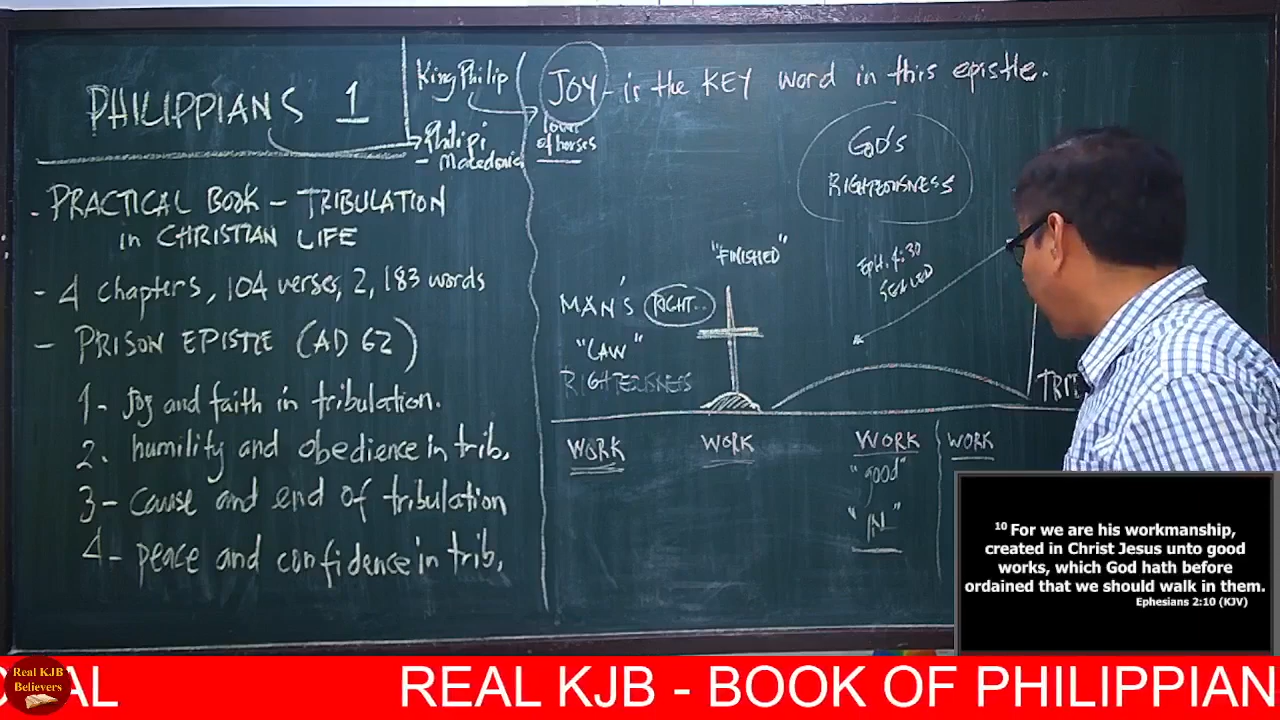 PHILIPPIANS 1
King Philip
Philipi
- Macedonia
of horses
JOY - is the KEY word in this epistle.
- PRACTICAL BOOK - TRIBULATION
in CHRISTIAN LIFE
- 4 chapters, 104 verses, 2,183 words
- PRISON EPISTLE (AD 62)
1 - joy and faith in tribulation.
2. humility and obedience in trib.
3 - cause and end of tribulation
4 - peace and confidence in trib.
GOD'S
RIGHTEOUSNESS
"FINISHED"
Eph. 4:30
SEALED
MAN'S RIGHT...
"LAW"
RIGHTEOUSNESS
TRIB
WORK WORK WORK WORK
"good"
"IN"
10 For we are his workmanship,
created in Christ Jesus unto good
works, which God hath before
ordained that we should walk in them.
Ephesians 2:10 (KJV)
Real KJB
Believers
AL REAL KJB - BOOK OF PHILIPPIAN